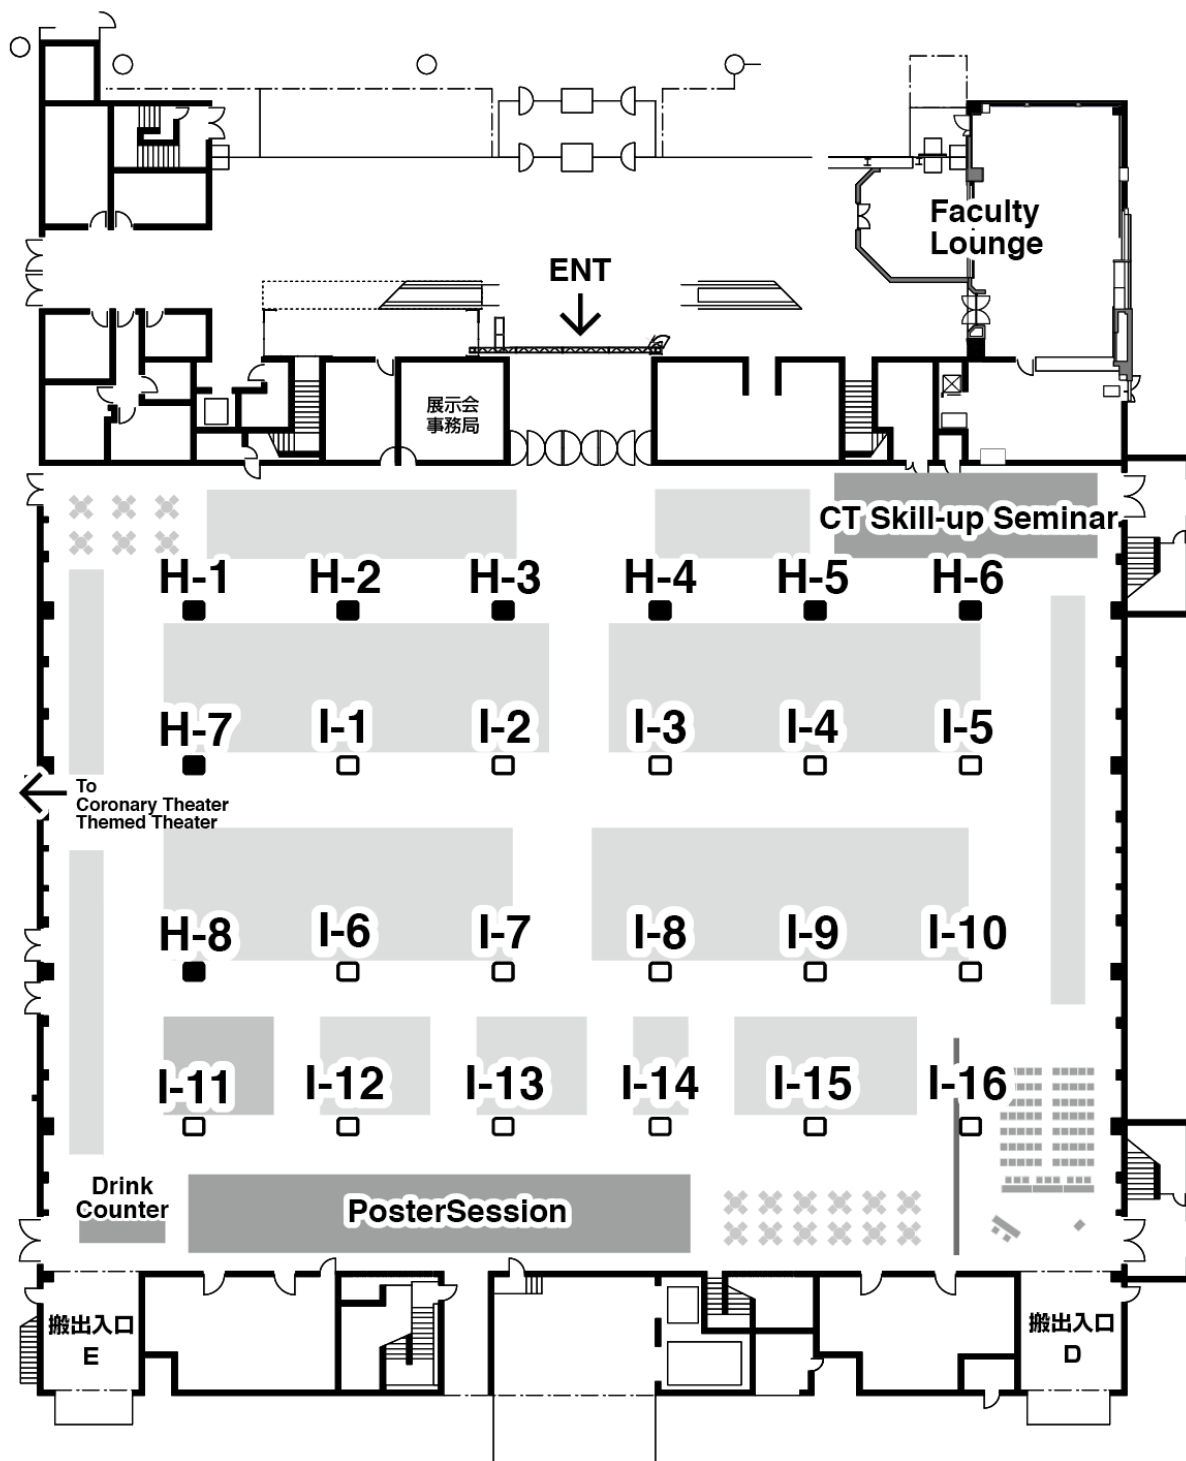 Faculty
Lounge
ENT
展示会
事務局
CT Skill-up Seminar
H-1
H-2
H-3
H-4
H-5
H-6
H-7
I-1
I-2
I-3
I-4
I-5
To
Coronary Theater
Themed Theater
H-8
I-6
I-7
I-8
I-9
I-10
I-11
I-12
I-13
I-14
I-15
I-16
Drink
Counter
PosterSession
搬出入口
E
搬出入口
D